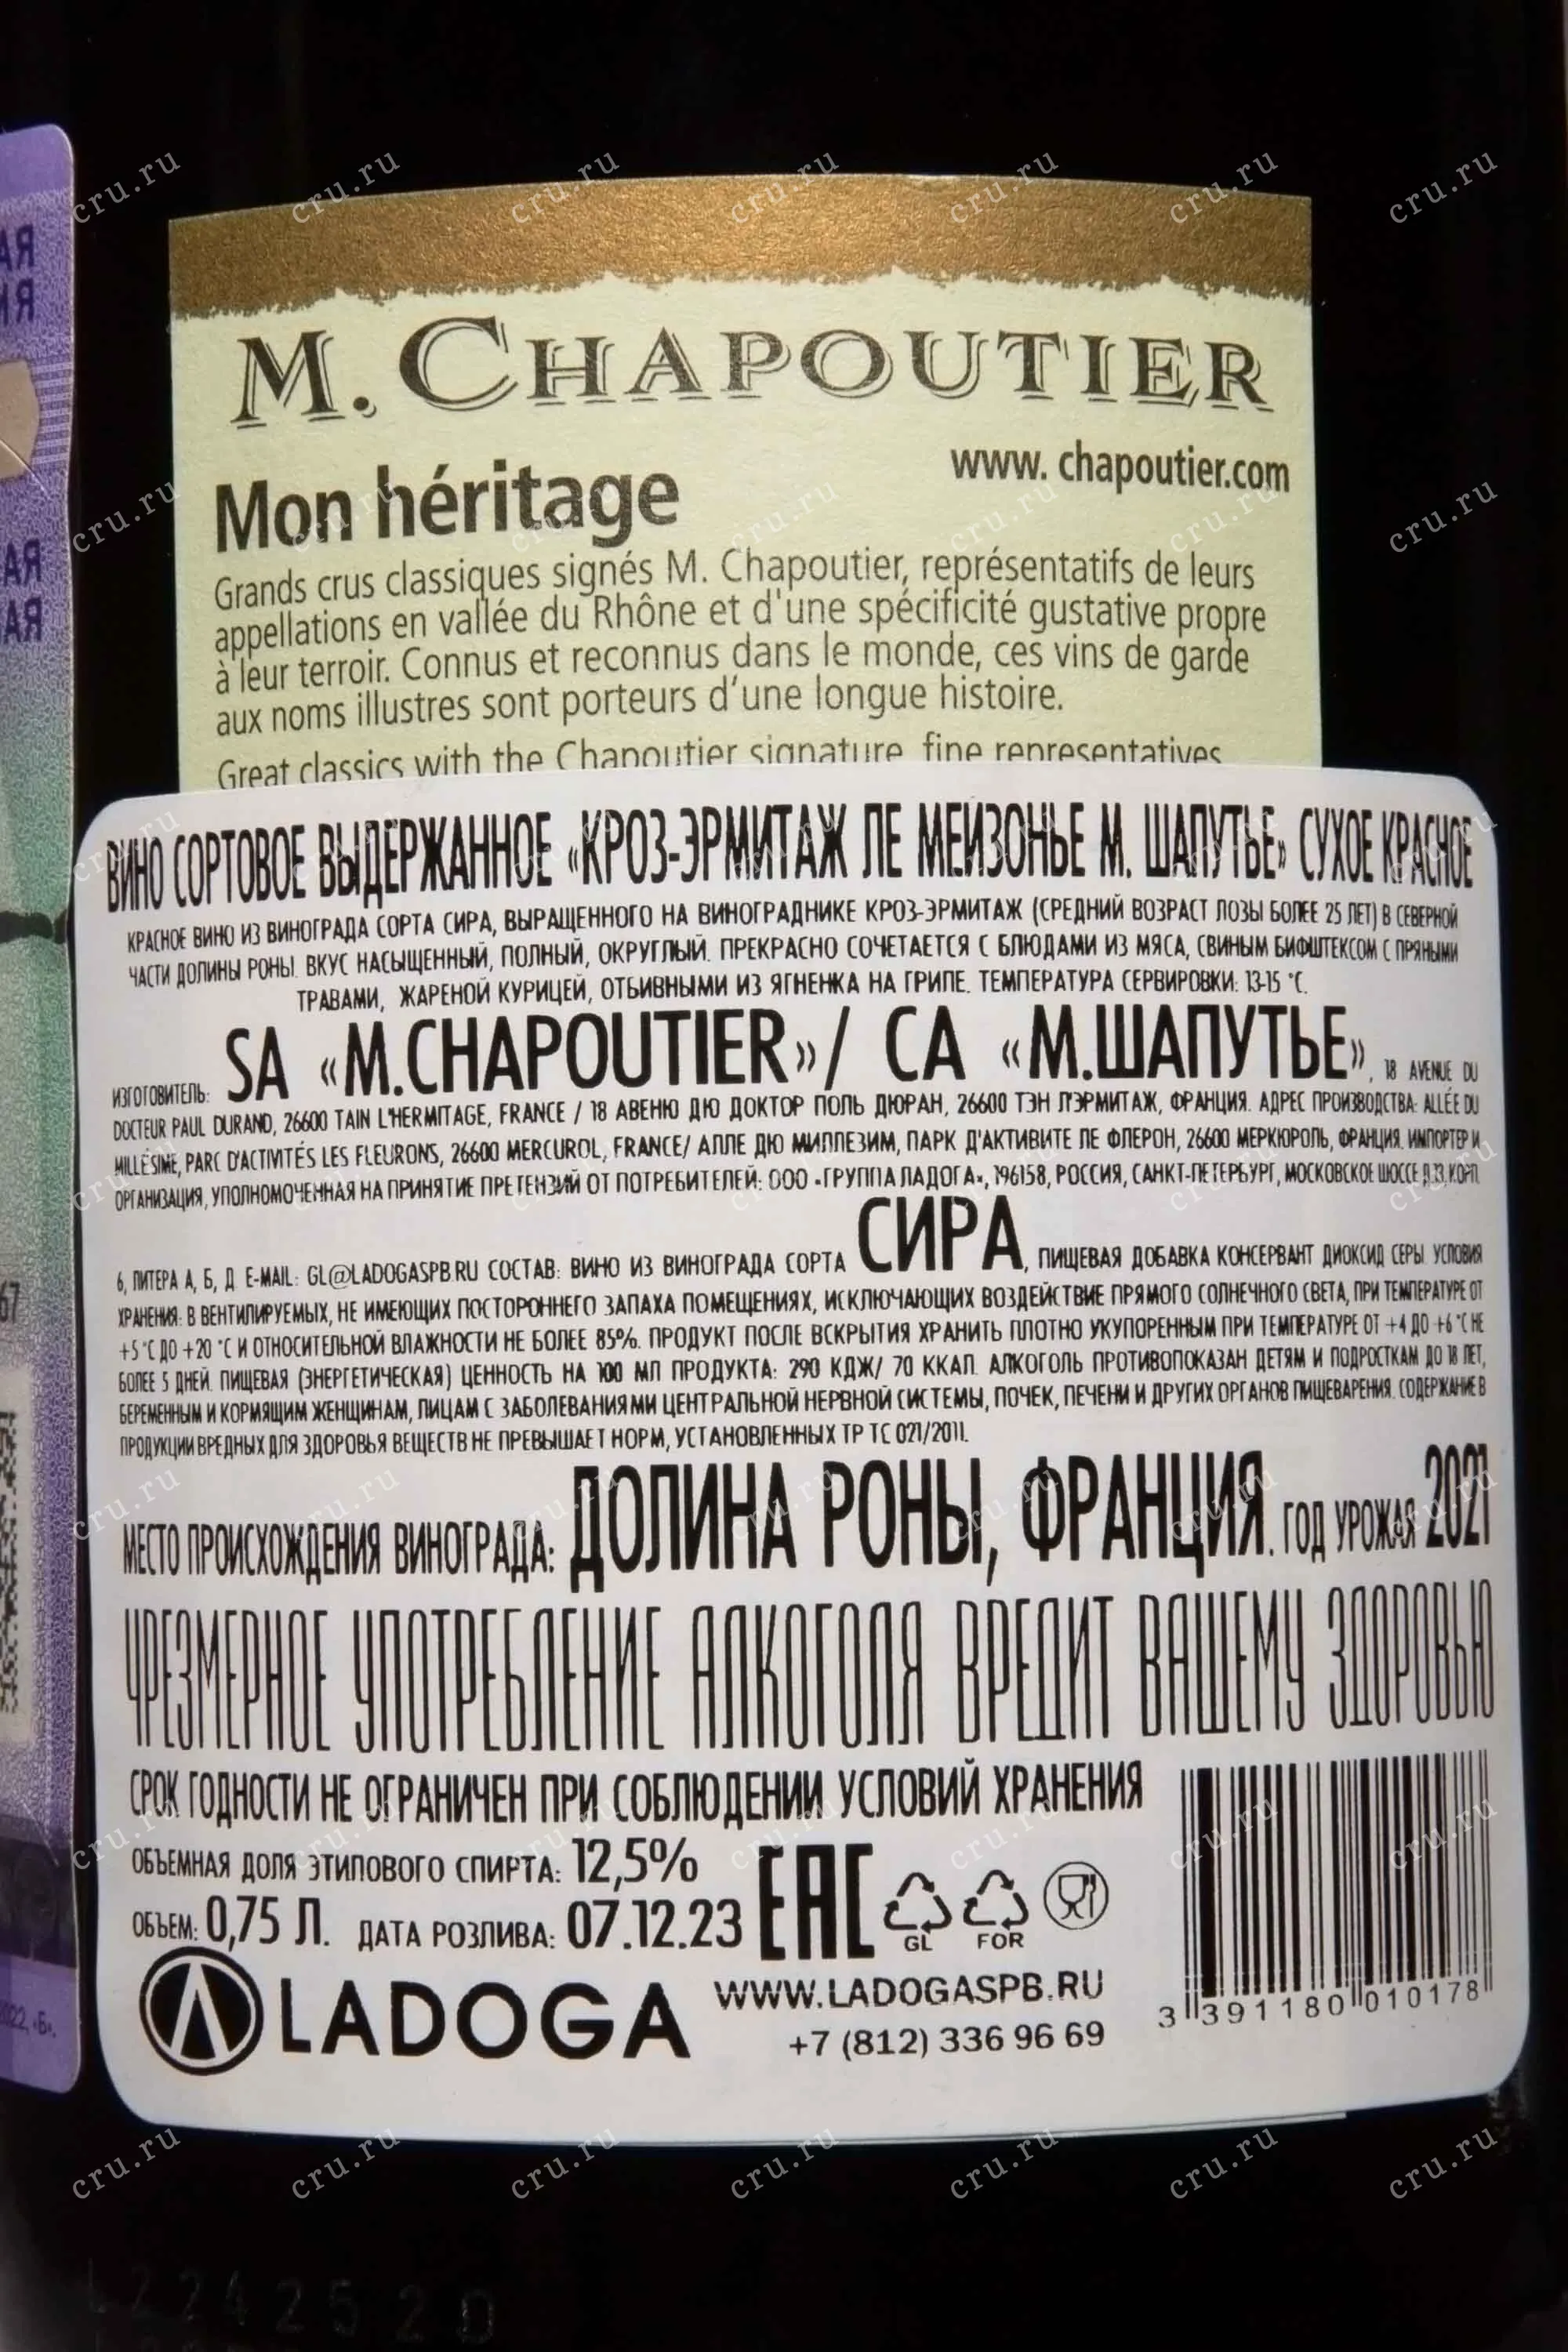 M. CHAPOUTIER
www. chapoutier.com
Mon héritage
Grands crus classiques signés M. Chapoutier, représentatifs de leurs
appellations en vallée du Rhône et d'une spécificité gustative propre
à leur terroir. Connus et reconnus dans le monde, ces vins de garde
aux noms illustres sont porteurs d'une longue histoire.
Great classics with the Chapoutier signature, fine representatives
ВИНО СОРТОВОЕ ВЫДЕРЖАННОЕ «КРОЗ-ЭРМИТАЖ ЛЕ МЕЙЗОНЬЕ М. ШАПУТЬЕ» СУХОЕ КРАСНОЕ
КРАСНОЕ ВИНО ИЗ ВИНОГРАДА СОРТА СИРА, ВЫРАЩЕННОГО НА ВИНОГРАДНИКЕ КРОЗ-ЭРМИТАЖ (СРЕДНИЙ ВОЗРАСТ ЛОЗЫ БОЛЕЕ 25 ЛЕТ) В СЕВЕРНОЙ
ЧАСТИ ДОЛИНЫ РОНЫ. ВКУС НАСЫЩЕННЫЙ, ПОЛНЫЙ, ОКРУГЛЫЙ. ПРЕКРАСНО СОЧЕТАЕТСЯ С БЛЮДАМИ ИЗ МЯСА, СВИНЫМ БИФШТЕКСОМ С ПРЯНЫМИ
ТРАВАМИ, ЖАРЕНОЙ КУРИЦЕЙ, ОТБИВНЫМИ ИЗ ЯГНЕНКА НА ГРИЛЕ. ТЕМПЕРАТУРА СЕРВИРОВКИ: 13-15 °C.
ИЗГОТОВИТЕЛЬ: SA «M.CHAPOUTIER» / СА «М.ШАПУТЬЕ», 18 AVENUE DU
DOCTEUR PAUL DURAND, 26600 TAIN L'HERMITAGE, FRANCE / 18 АВЕНЮ ДЮ ДОКТОР ПОЛЬ ДЮРАН, 26600 ТЭН Л'ЭРМИТАЖ, ФРАНЦИЯ. АДРЕС ПРОИЗВОДСТВА: ALLÉE DU
MILLÉSIME, PARC D'ACTIVITÉS LES FLEURONS, 26600 MERCUROL, FRANCE/ АЛЛЕ ДЮ МИЛЛЕЗИМ, ПАРК Д'АКТИВИТЕ ЛЕ ФЛЕРОН, 26600 МЕРКЮРОЛЬ, ФРАНЦИЯ. ИМПОРТЕР И
ОРГАНИЗАЦИЯ, УПОЛНОМОЧЕННАЯ НА ПРИНЯТИЕ ПРЕТЕНЗИЙ ОТ ПОТРЕБИТЕЛЕЙ: ООО «ГРУППА ЛАДОГА», 196158, РОССИЯ, САНКТ-ПЕТЕРБУРГ, МОСКОВСКОЕ ШОССЕ Д.13, КОРП.
6, ЛИТЕРА А, Б, Д E-MAIL: GL@LADOGASPB.RU СОСТАВ: ВИНО ИЗ ВИНОГРАДА СОРТА СИРА, ПИЩЕВАЯ ДОБАВКА КОНСЕРВАНТ ДИОКСИД СЕРЫ УСЛОВИЯ
ХРАНЕНИЯ: В ВЕНТИЛИРУЕМЫХ, НЕ ИМЕЮЩИХ ПОСТОРОННЕГО ЗАПАХА ПОМЕЩЕНИЯХ, ИСКЛЮЧАЮЩИХ ВОЗДЕЙСТВИЕ ПРЯМОГО СОЛНЕЧНОГО СВЕТА, ПРИ ТЕМПЕРАТУРЕ ОТ
+5 °C ДО +20 °C И ОТНОСИТЕЛЬНОЙ ВЛАЖНОСТИ НЕ БОЛЕЕ 85%. ПРОДУКТ ПОСЛЕ ВСКРЫТИЯ ХРАНИТЬ ПЛОТНО УКУПОРЕННЫМ ПРИ ТЕМПЕРАТУРЕ ОТ +4 ДО +6 °C НЕ
БОЛЕЕ 5 ДНЕЙ. ПИЩЕВАЯ (ЭНЕРГЕТИЧЕСКАЯ) ЦЕННОСТЬ НА 100 МЛ ПРОДУКТА: 290 КДЖ/ 70 ККАЛ. АЛКОГОЛЬ ПРОТИВОПОКАЗАН ДЕТЯМ И ПОДРОСТКАМ ДО 18 ЛЕТ,
БЕРЕМЕННЫМ И КОРМЯЩИМ ЖЕНЩИНАМ, ЛИЦАМ С ЗАБОЛЕВАНИЯМИ ЦЕНТРАЛЬНОЙ НЕРВНОЙ СИСТЕМЫ, ПОЧЕК, ПЕЧЕНИ И ДРУГИХ ОРГАНОВ ПИЩЕВАРЕНИЯ. СОДЕРЖАНИЕ В
ПРОДУКЦИИ ВРЕДНЫХ ДЛЯ ЗДОРОВЬЯ ВЕЩЕСТВ НЕ ПРЕВЫШАЕТ НОРМ, УСТАНОВЛЕННЫХ ТР ТС 021/2011.
МЕСТО ПРОИСХОЖДЕНИЯ ВИНОГРАДА: ДОЛИНА РОНЫ, ФРАНЦИЯ. ГОД УРОЖАЯ 2021
ЧРЕЗМЕРНОЕ УПОТРЕБЛЕНИЕ АЛКОГОЛЯ ВРЕДИТ ВАШЕМУ ЗДОРОВЬЮ
СРОК ГОДНОСТИ НЕ ОГРАНИЧЕН ПРИ СОБЛЮДЕНИИ УСЛОВИЙ ХРАНЕНИЯ
ОБЪЕМНАЯ ДОЛЯ ЭТИЛОВОГО СПИРТА: 12,5%
ОБЪЕМ: 0,75 Л. ДАТА РОЗЛИВА: 07.12.23 EAC
GL FOR
LADOGA
WWW.LADOGASPB.RU
+7 (812) 336 96 69
3 391180 010178
cru.ru